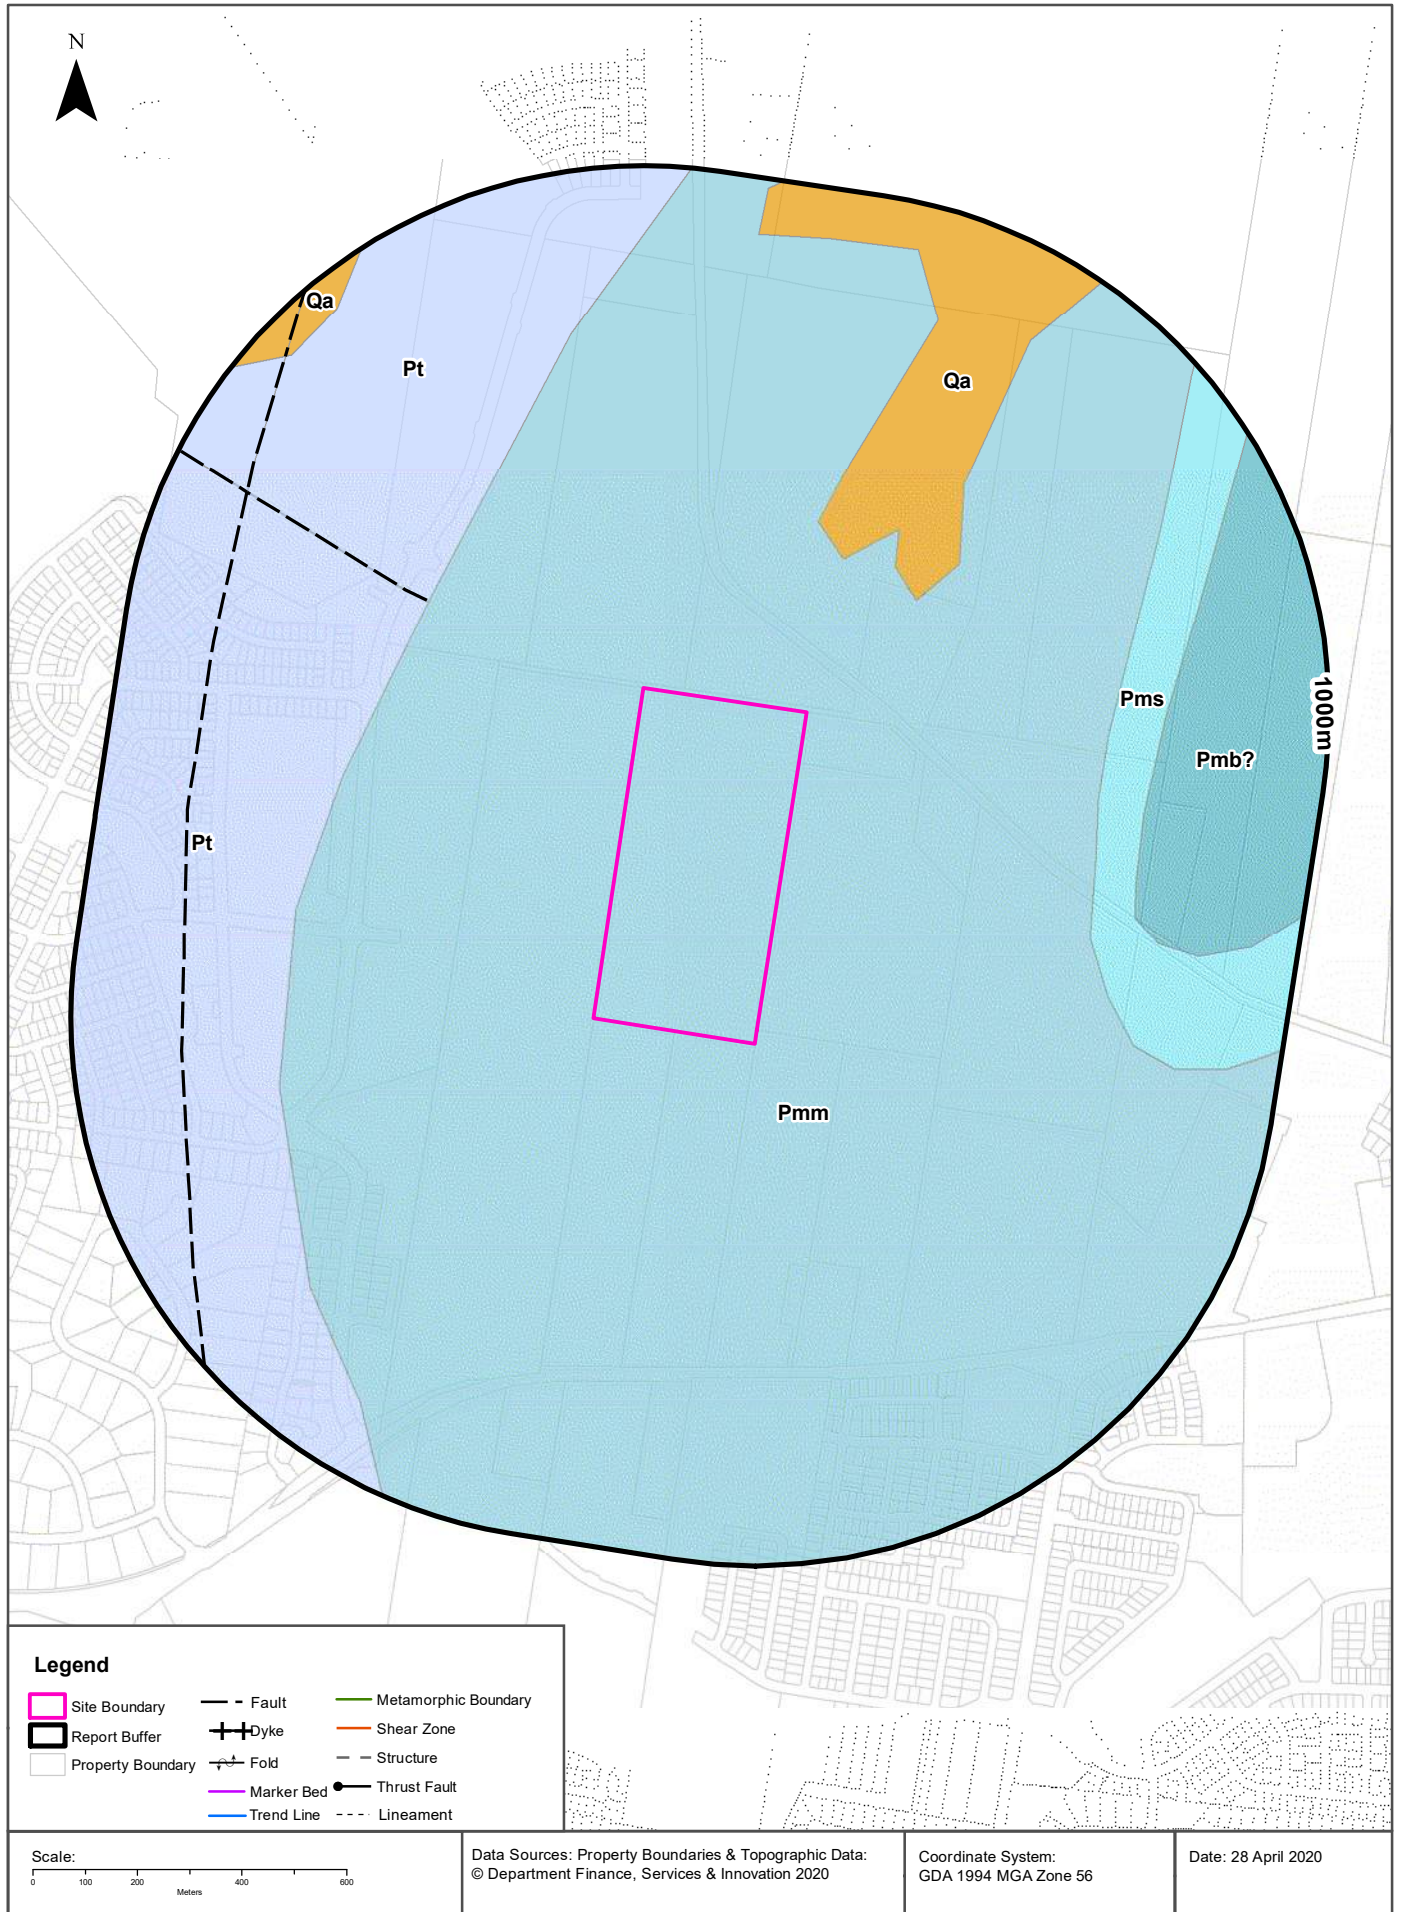 N
Qa
Pt
Qa
Pms
1000m
Pmb?
Pt
Pmm
Legend
Site Boundary
Report Buffer
Property Boundary
Fault
Dyke
Fold
Marker Bed
Trend Line
Metamorphic Boundary
Shear Zone
Structure
Thrust Fault
Lineament
Scale:
0 100 200 400 600
Meters
Data Sources: Property Boundaries & Topographic Data:
© Department Finance, Services & Innovation 2020
Coordinate System:
GDA 1994 MGA Zone 56
Date: 28 April 2020